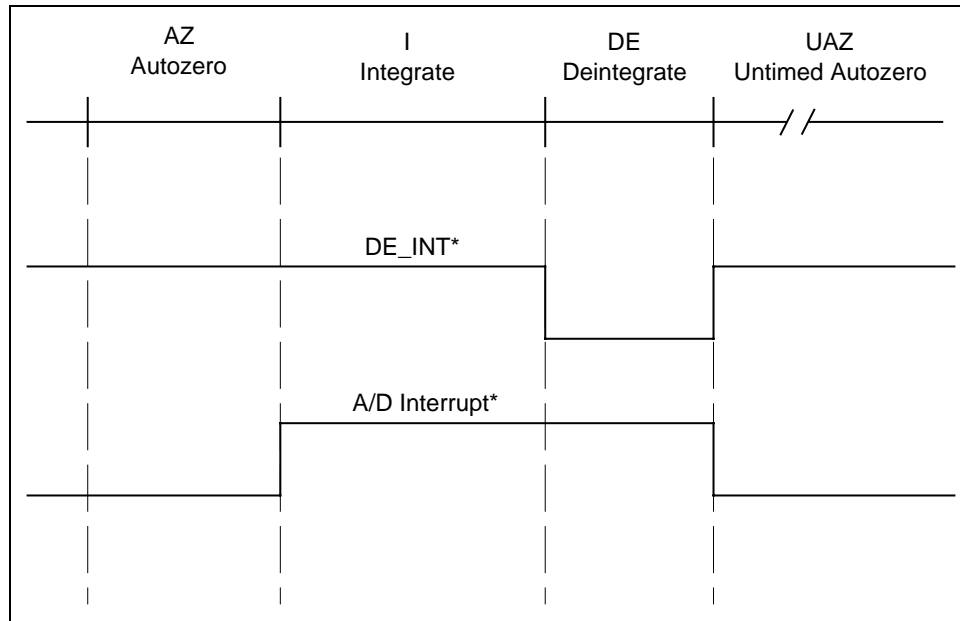 AZ
Autozero
I
Integrate
DE
Deintegrate
UAZ
Untimed Autozero
DE_INT*
A/D Interrupt*